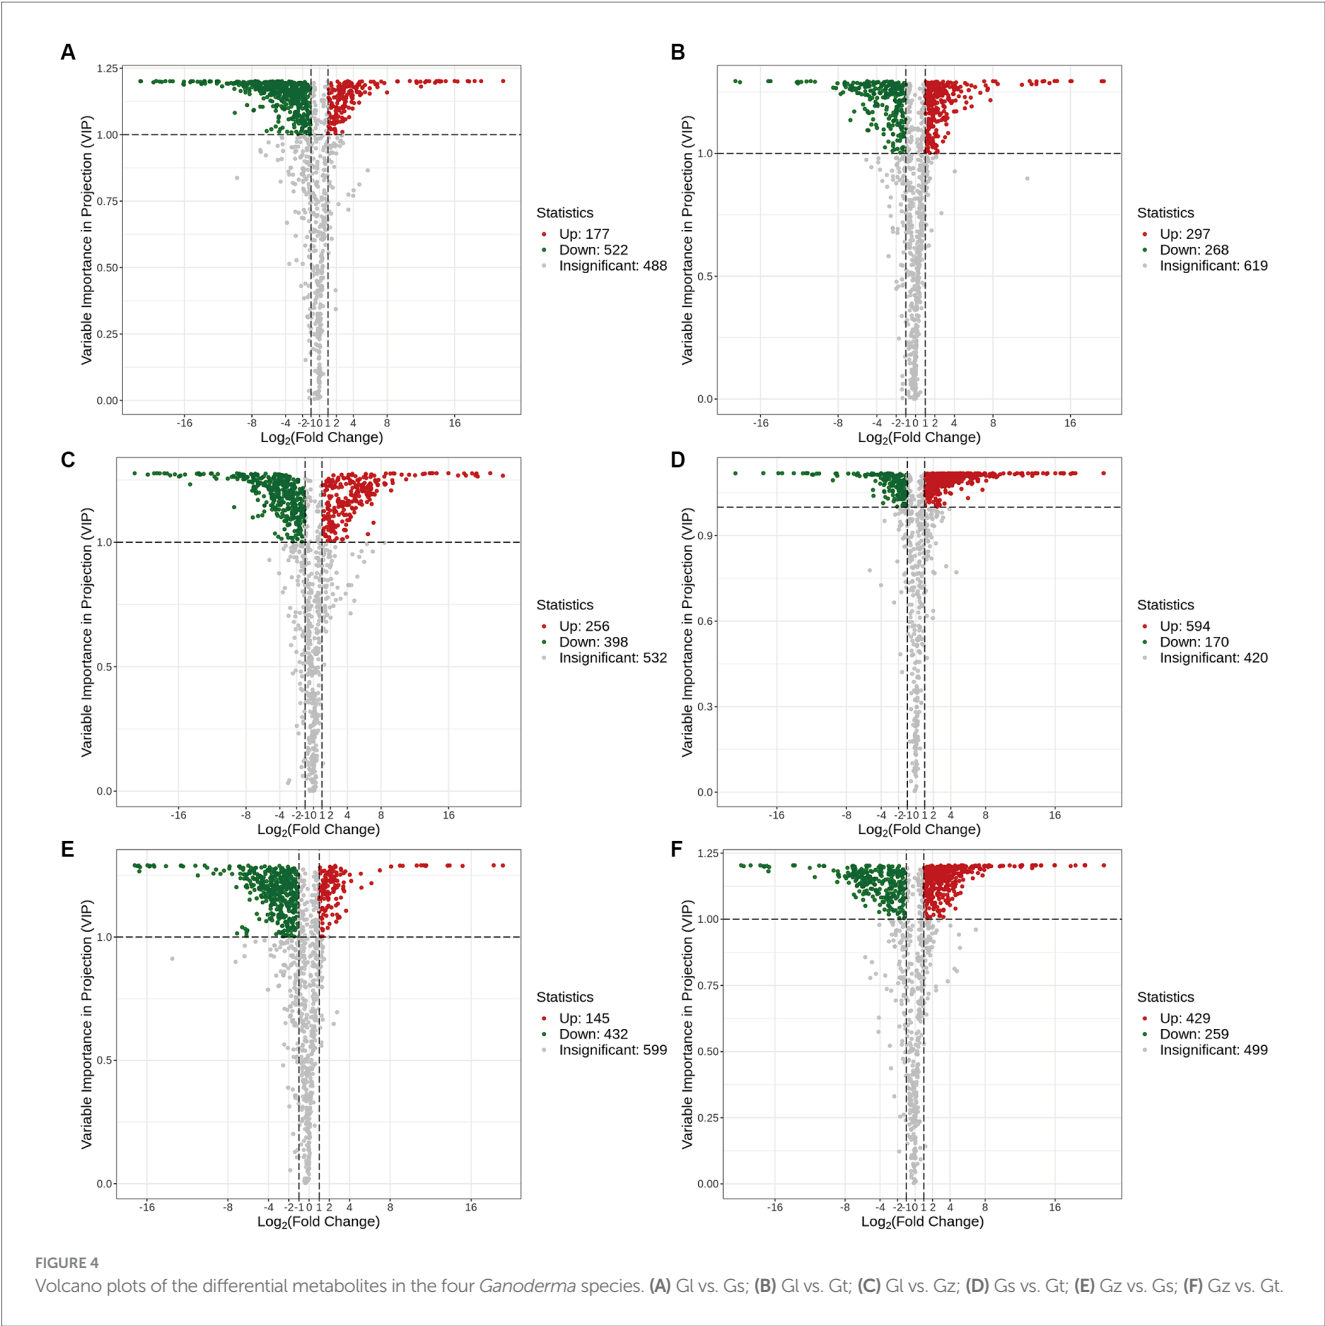 A
1.25
1.00
0.75
0.50
0.25
0.00
Variable Importance in Projection (VIP)
-16 -8 -4 -2 -1 0 1 2 4 8 16
Log2(Fold Change)
Statistics
Up: 177
Down: 522
Insignificant: 488
B
1.0
0.5
0.0
Variable Importance in Projection (VIP)
-16 -8 -4 -2 -1 0 1 2 4 8 16
Log2(Fold Change)
Statistics
Up: 297
Down: 268
Insignificant: 619
C
1.0
0.5
0.0
Variable Importance in Projection (VIP)
-16 -8 -4 -2 -1 0 1 2 4 8 16
Log2(Fold Change)
Statistics
Up: 256
Down: 398
Insignificant: 532
D
0.9
0.6
0.3
0.0
Variable Importance in Projection (VIP)
-16 -8 -4 -2 -1 0 1 2 4 8 16
Log2(Fold Change)
Statistics
Up: 594
Down: 170
Insignificant: 420
E
1.0
0.5
0.0
Variable Importance in Projection (VIP)
-16 -8 -4 -2 -1 0 1 2 4 8 16
Log2(Fold Change)
Statistics
Up: 145
Down: 432
Insignificant: 599
F
1.25
1.00
0.75
0.50
0.25
0.00
Variable Importance in Projection (VIP)
-16 -8 -4 -2 -1 0 1 2 4 8 16
Log2(Fold Change)
Statistics
Up: 429
Down: 259
Insignificant: 499
FIGURE 4
Volcano plots of the differential metabolites in the four Ganoderma species. (A) Gl vs. Gs; (B) Gl vs. Gt; (C) Gl vs. Gz; (D) Gs vs. Gt; (E) Gz vs. Gs; (F) Gz vs. Gt.